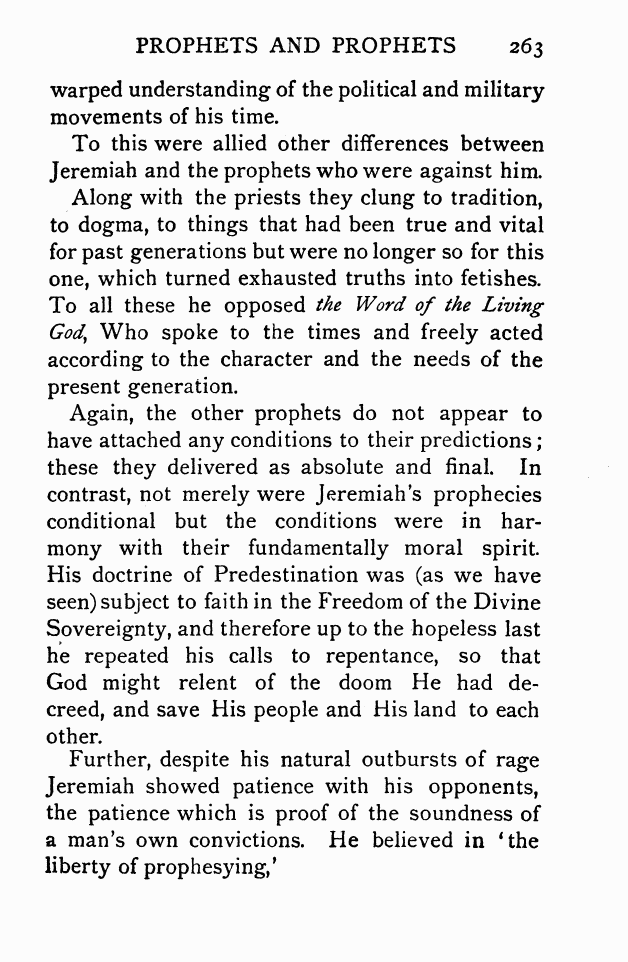 PROPHETS AND PROPHETS 263
warped understanding of the political and military
movements of his time.
To this were allied other differences between
Jeremiah and the prophets who were against him.
Along with the priests they clung to tradition,
to dogma, to things that had been true and vital
for past generations but were no longer so for this
one, which turned exhausted truths into fetishes.
To all these he opposed the Word of the Living
God, Who spoke to the times and freely acted
according to the character and the needs of the
present generation.
Again, the other prophets do not appear to
have attached any conditions to their predictions;
these they delivered as absolute and final. In
contrast, not merely were Jeremiah's prophecies
conditional but the conditions were in har-
mony with their fundamentally moral spirit.
His doctrine of Predestination was (as we have
seen) subject to faith in the Freedom of the Divine
Sovereignty, and therefore up to the hopeless last
he repeated his calls to repentance, so that
God might relent of the doom He had de-
creed, and save His people and His land to each
other.
Further, despite his natural outbursts of rage
Jeremiah showed patience with his opponents,
the patience which is proof of the soundness of
a man's own convictions. He believed in 'the
liberty of prophesying,'